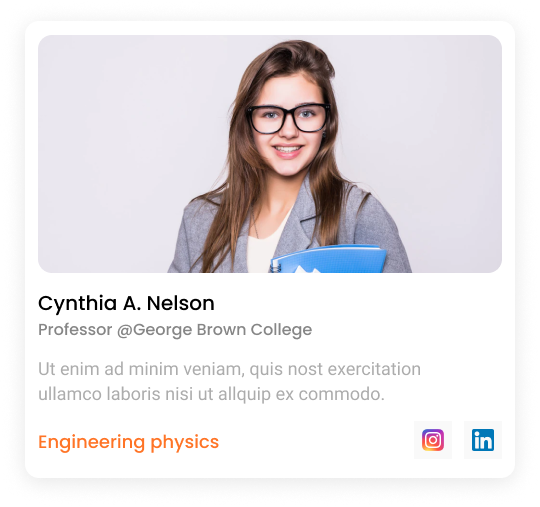 Cynthia A. Nelson
Professor @George Brown College
Ut enim ad minim veniam, quis nost exercitation
ullamco laboris nisi ut allquip ex commodo.
Engineering physics
in